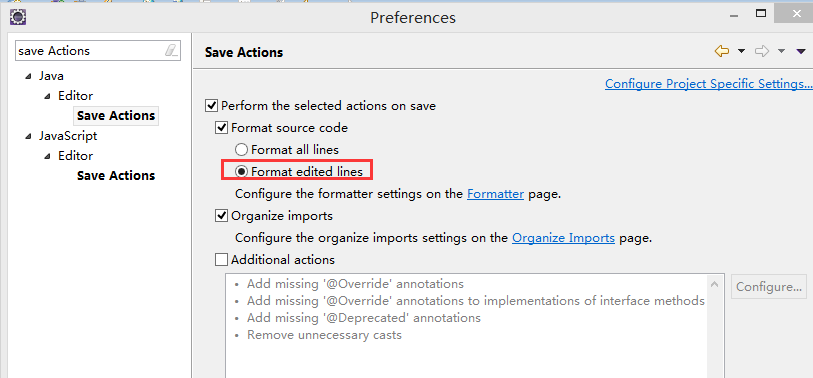 Preferences
save Actions
Java
Editor
Save Actions
JavaScript
Editor
Save Actions
Save Actions
Configure Project Specific Settings...
Perform the selected actions on save
Format source code
Format all lines
Format edited lines
Configure the formatter settings on the Formatter page.
Organize imports
Configure the organize imports settings on the Organize Imports page.
Additional actions
• Add missing '@Override' annotations
• Add missing '@Override' annotations to implementations of interface methods
• Add missing '@Deprecated' annotations
• Remove unnecessary casts
Configure...